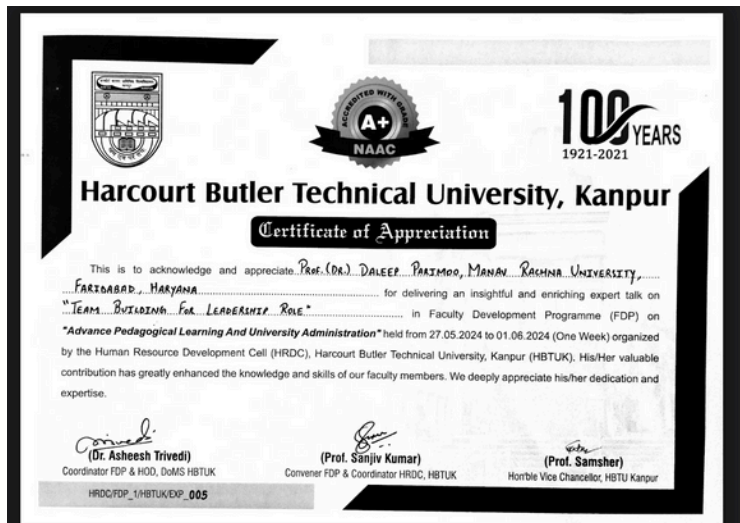 ACCREDITED WITH GRADE
A+
NAAC
100 YEARS
1921-2021
Harcourt Butler Technical University, Kanpur
Certificate of Appreciation
This is to acknowledge and appreciate PROF. (DR.) DALEEP PARIMOO, MANAV RACHNA UNIVERSITY,
FARIDABAD, HARYANA for delivering an insightful and enriching expert talk on
"TEAM BUILDING FOR LEADERSHIP ROLE" in Faculty Development Programme (FDP) on
"Advance Pedagogical Learning And University Administration" held from 27.05.2024 to 01.06.2024 (One Week) organized
by the Human Resource Development Cell (HRDC), Harcourt Butler Technical University, Kanpur (HBTUK). His/Her valuable
contribution has greatly enhanced the knowledge and skills of our faculty members. We deeply appreciate his/her dedication and
expertise.
(Dr. Asheesh Trivedi)
Coordinator FDP & HOD, DoMS HBTUK
(Prof. Sanjiv Kumar)
Convener FDP & Coordinator HRDC, HBTUK
(Prof. Samsher)
Hon'ble Vice Chancellor, HBTU Kanpur
HRDC/FDP_1/HBTUK/EXP_005